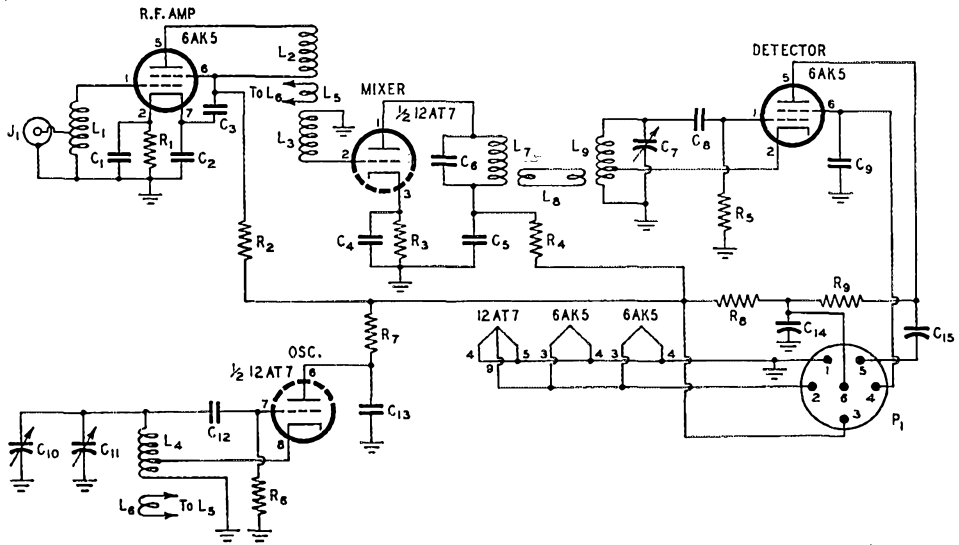 R.F. AMP
6AK5
5
1
6
2
7
L2
To L6
L5
L3
J1
L1
C1
R1
C2
C3
MIXER
½ 12AT7
1
2
3
C6
L7
L8
L9
C4
R3
C5
R4
DETECTOR
6AK5
5
1
6
2
C7
C8
C9
R5
R2
R7
R8
R9
C14
C15
12AT7
6AK5
6AK5
4
5
9
3
4
3
4
1
5
2
6
4
3
P1
OSC.
½ 12AT7
6
7
8
C13
C10
C11
L4
C12
R6
L6
To L5